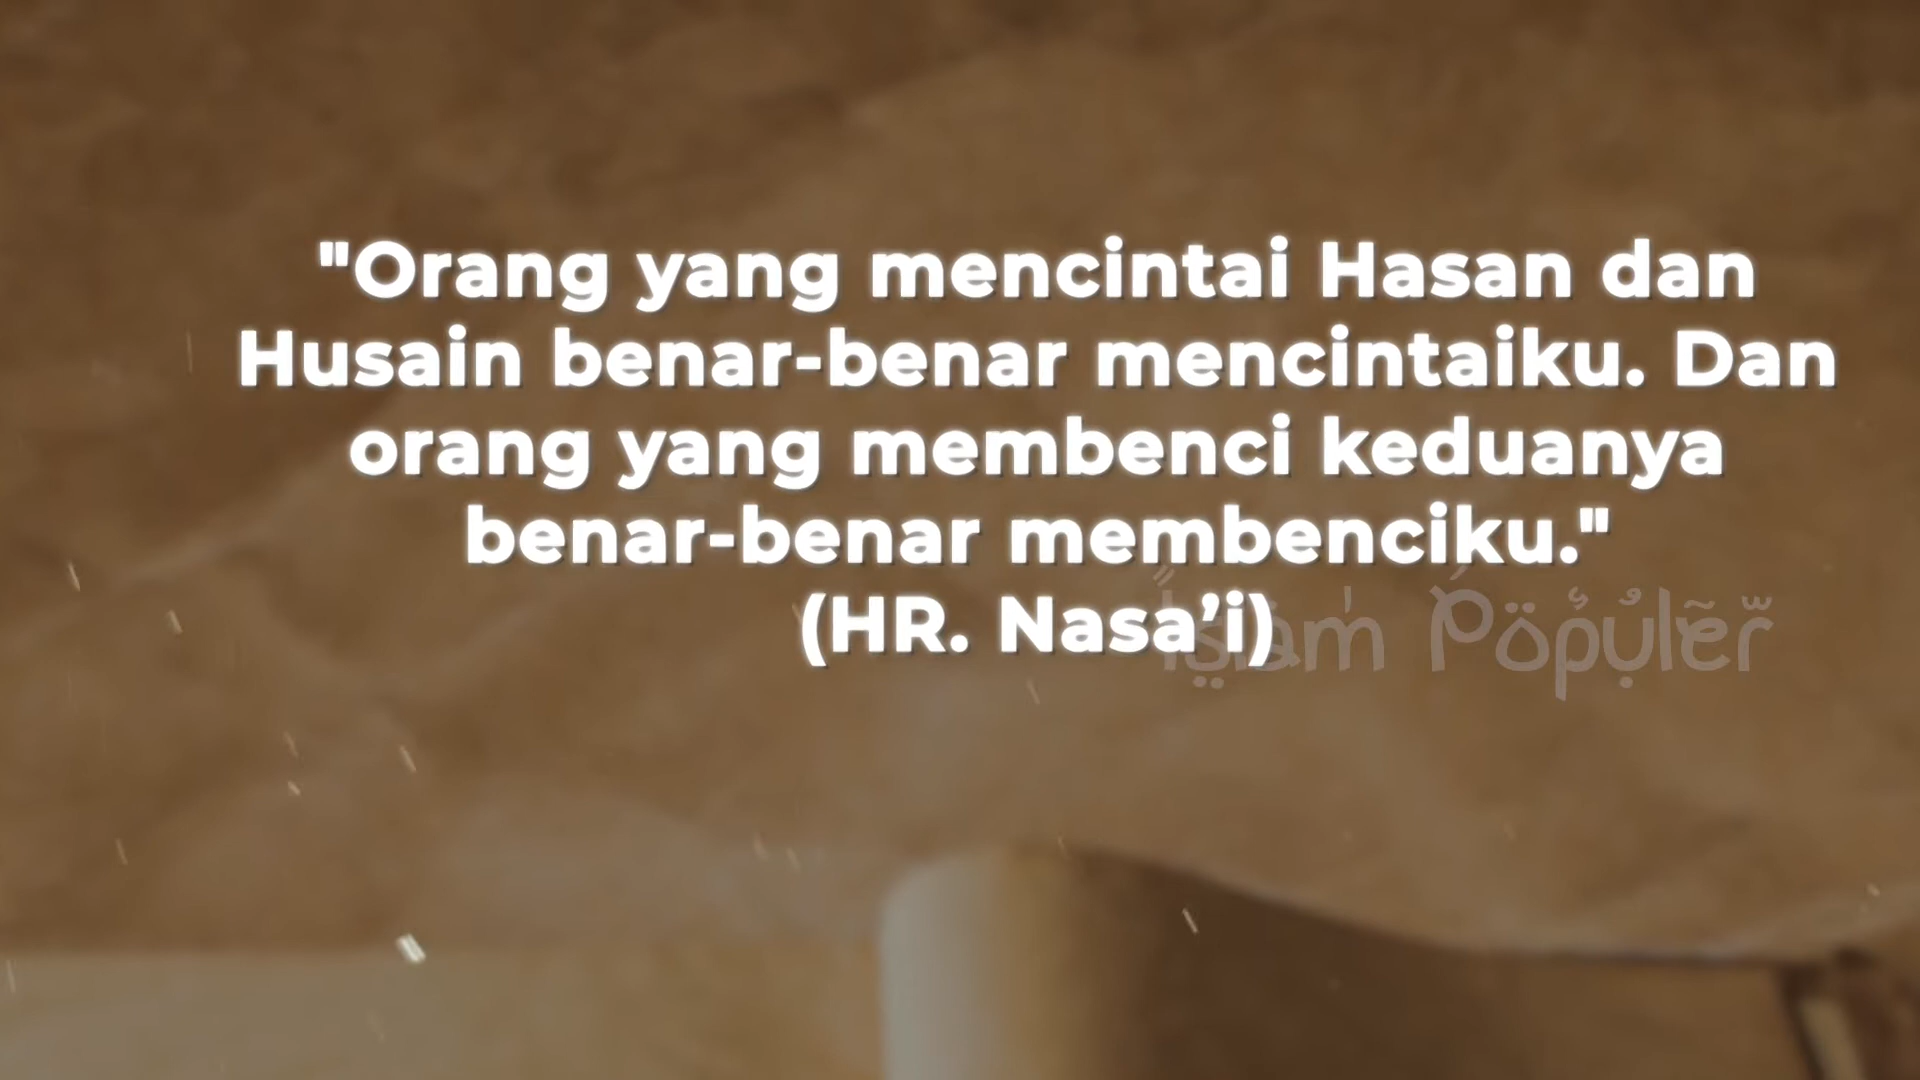 "Orang yang mencintai Hasan dan
Husain benar-benar mencintaiku. Dan
orang yang membenci keduanya
benar-benar membenciku."
(HR. Nasa’i)
Islam Populer